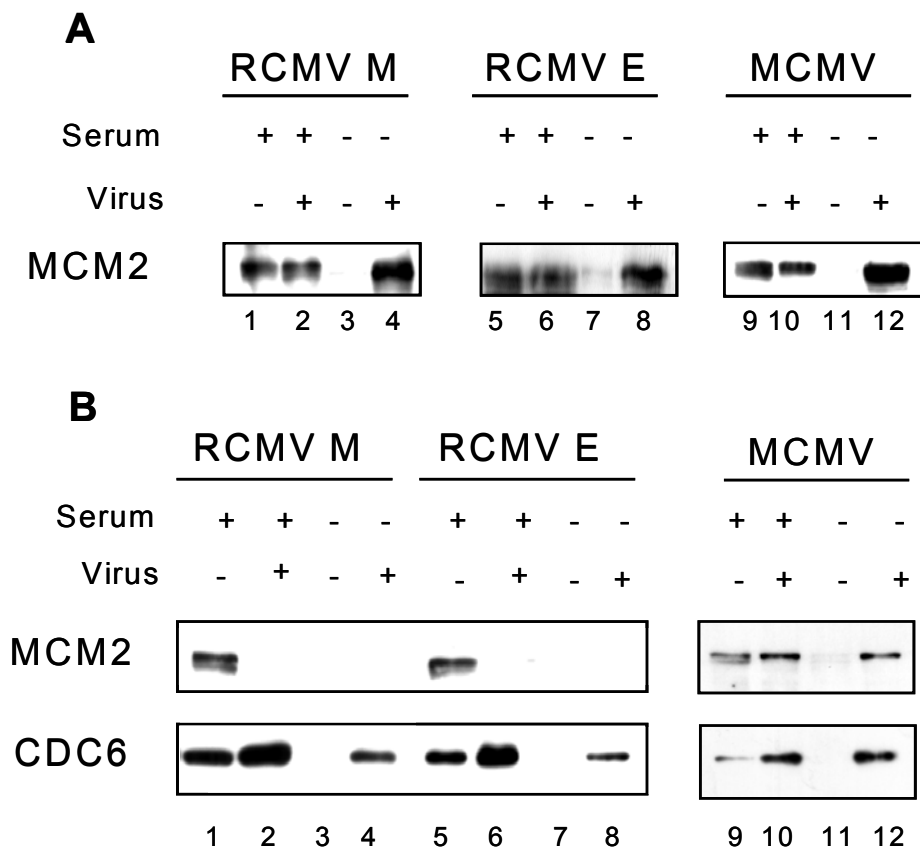 A
RCMV M RCMV E MCMV
Serum + + - - + + - - + + - -
Virus - + - + - + - + - + - +
MCM2
1 2 3 4 5 6 7 8 9 10 11 12
B
RCMV M RCMV E MCMV
Serum + + - - + + - - + + - -
Virus - + - + - + - + - + - +
MCM2
CDC6
1 2 3 4 5 6 7 8 9 10 11 12